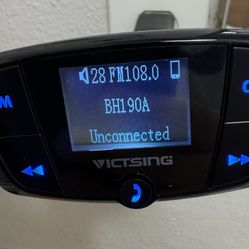 28 FM108.0
BH190A
Unconnected
VICTSING
M